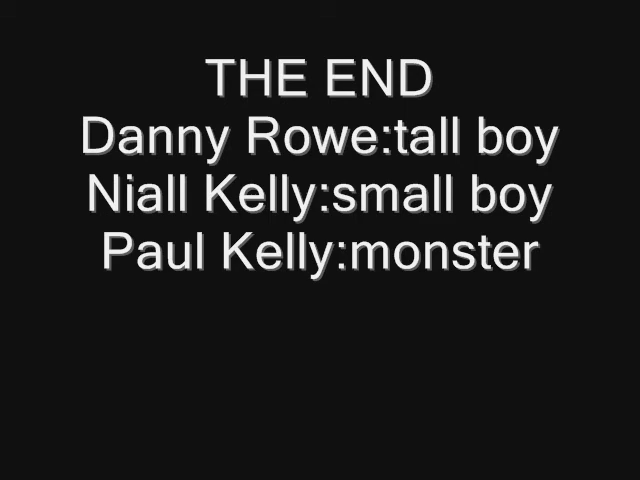 THE END
Danny Rowe:tall boy
Niall Kelly:small boy
Paul Kelly:monster